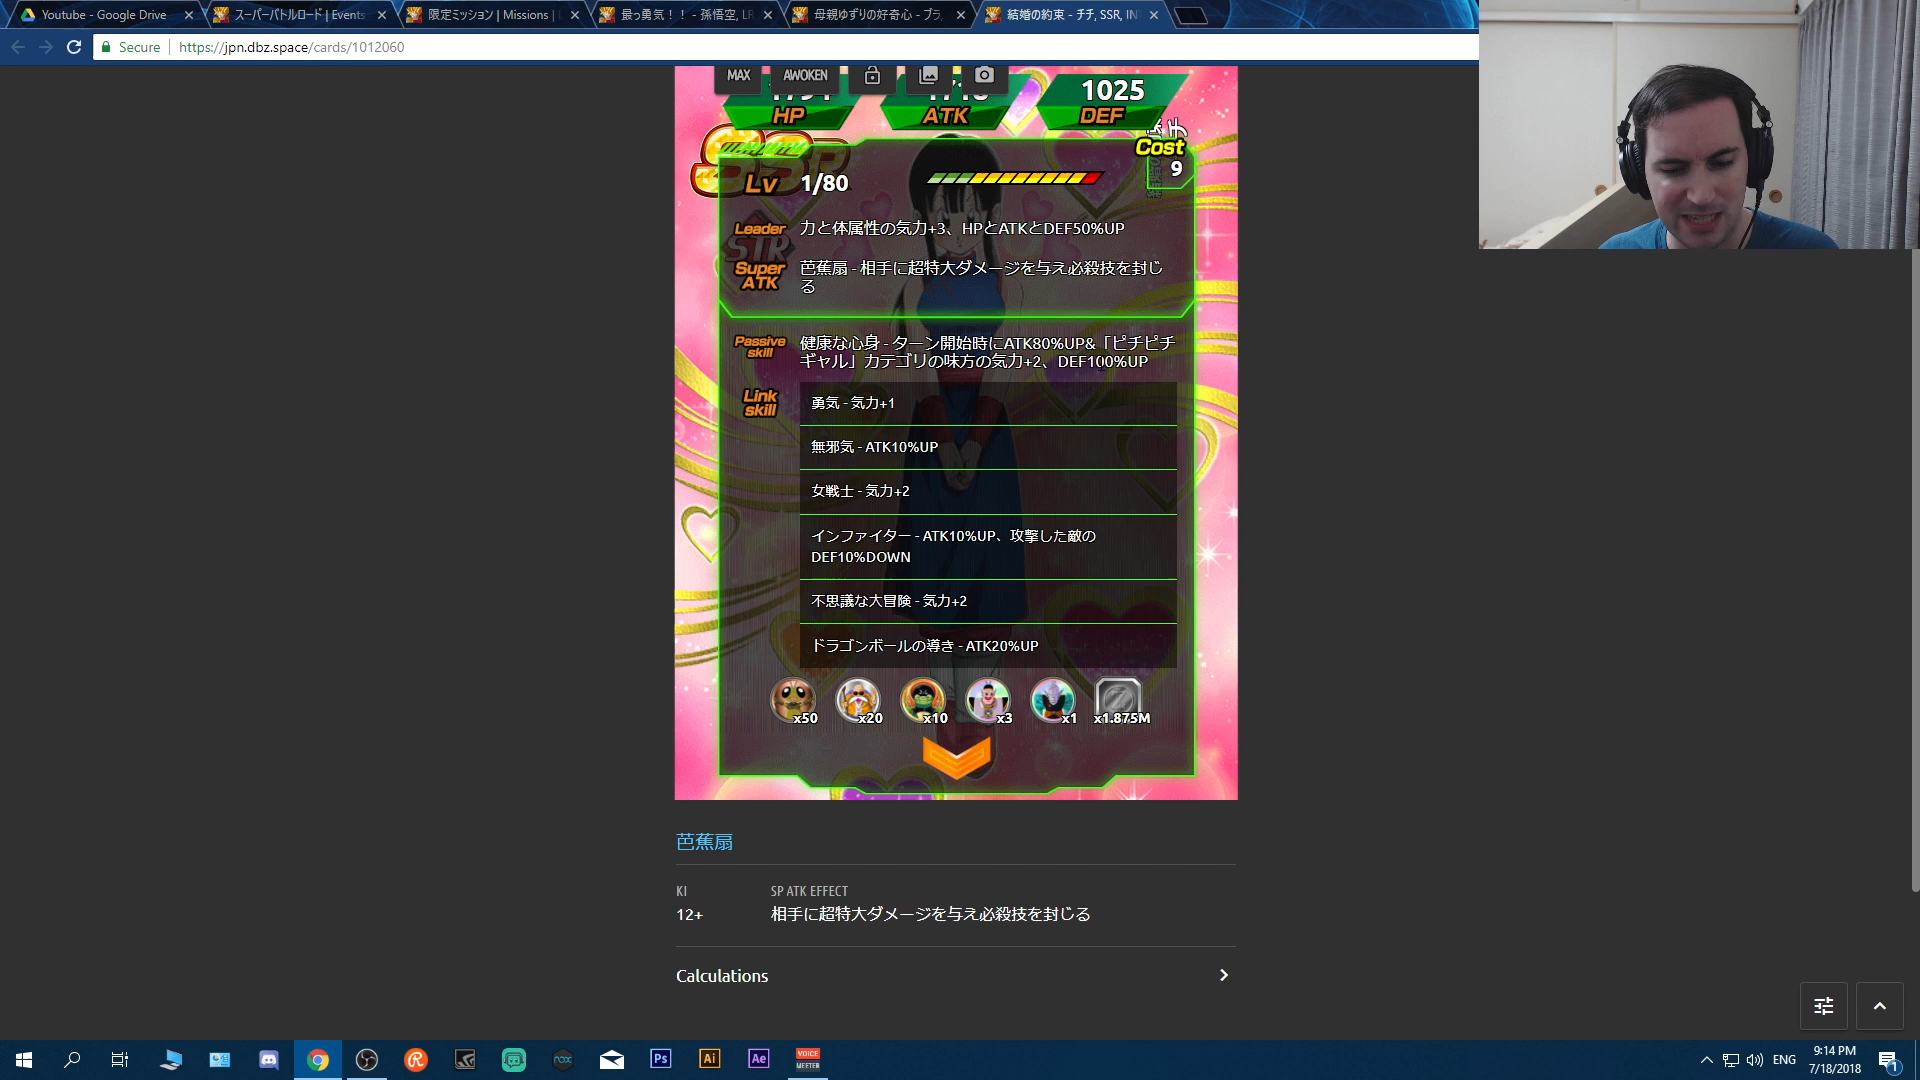 Youtube - Google Drive
スーパーバトルロード | Events
限定ミッション | Missions |
最っ勇気！！ - 孫悟空, LR
母親ゆずりの好奇心 - ブラ,
結婚の約束 - チチ, SSR, INT
Secure
https://jpn.dbz.space/cards/1012060
MAX
AWOKEN
1025
HP
ATK
DEF
Cost
9
Lv 1/80
STR
Leader 力と体属性の気力+3、HPとATKとDEF50%UP
Super ATK
芭蕉扇 - 相手に超特大ダメージを与え必殺技を封じ
る
Passive skill
健康な心身 - ターン開始時にATK80%UP&「ピチピチ
ギャル」カテゴリの味方の気力+2、DEF100%UP
Link skill
勇気 - 気力+1
無邪気 - ATK10%UP
女戦士 - 気力+2
インファイター - ATK10%UP、攻撃した敵の
DEF10%DOWN
不思議な大冒険 - 気力+2
ドラゴンボールの導き - ATK20%UP
x50
x20
x10
x3
x1
x1.875M
芭蕉扇
KI
SP ATK EFFECT
12+
相手に超特大ダメージを与え必殺技を封じる
Calculations
nox
Ps
Ai
Ae
VOICE
MEETER
ENG
9:14 PM
7/18/2018
1